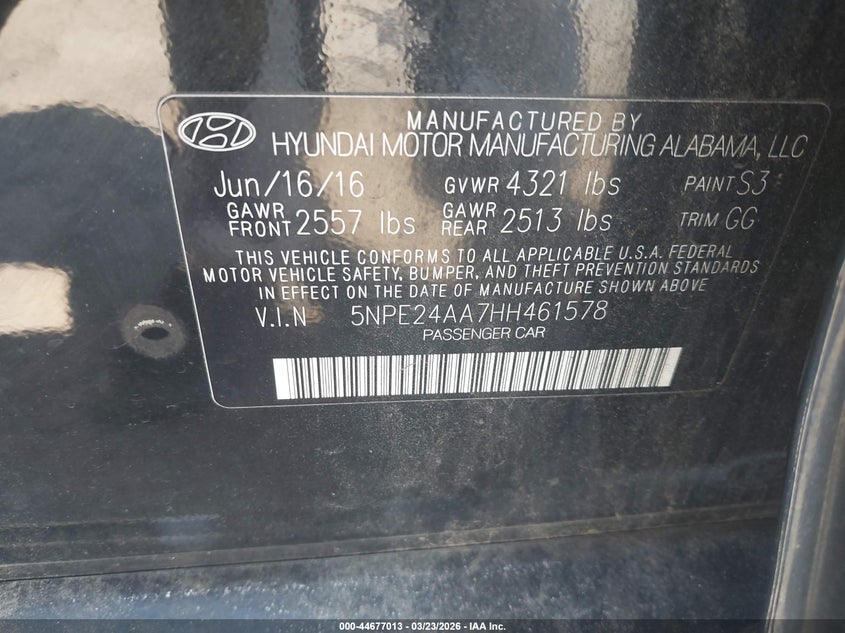 MANUFACTURED BY
HYUNDAI MOTOR MANUFACTURING ALABAMA, LLC
Jun/16/16 GVWR 4321 lbs PAINT S3
GAWR FRONT 2557 lbs GAWR REAR 2513 lbs TRIM GG
THIS VEHICLE CONFORMS TO ALL APPLICABLE U.S.A. FEDERAL
MOTOR VEHICLE SAFETY, BUMPER, AND THEFT PREVENTION STANDARDS
IN EFFECT ON THE DATE OF MANUFACTURE SHOWN ABOVE
V.I.N 5NPE24AA7HH461578
PASSENGER CAR
000-44677013 - 03/23/2026 - IAA Inc.